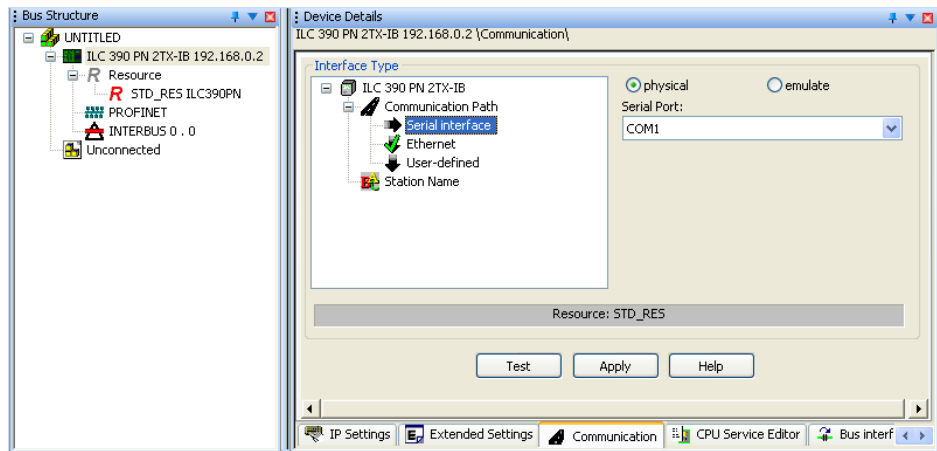 Bus Structure
UNTITLED
ILC 390 PN 2TX-IB 192.168.0.2
Resource
STD_RES ILC390PN
PROFINET
INTERBUS 0 . 0
Unconnected
Device Details
ILC 390 PN 2TX-IB 192.168.0.2 \Communication\
Interface Type
ILC 390 PN 2TX-IB
Communication Path
Serial interface
Ethernet
User-defined
Station Name
physical
emulate
Serial Port:
COM1
Resource: STD_RES
Test
Apply
Help
IP Settings
Extended Settings
Communication
CPU Service Editor
Bus interf